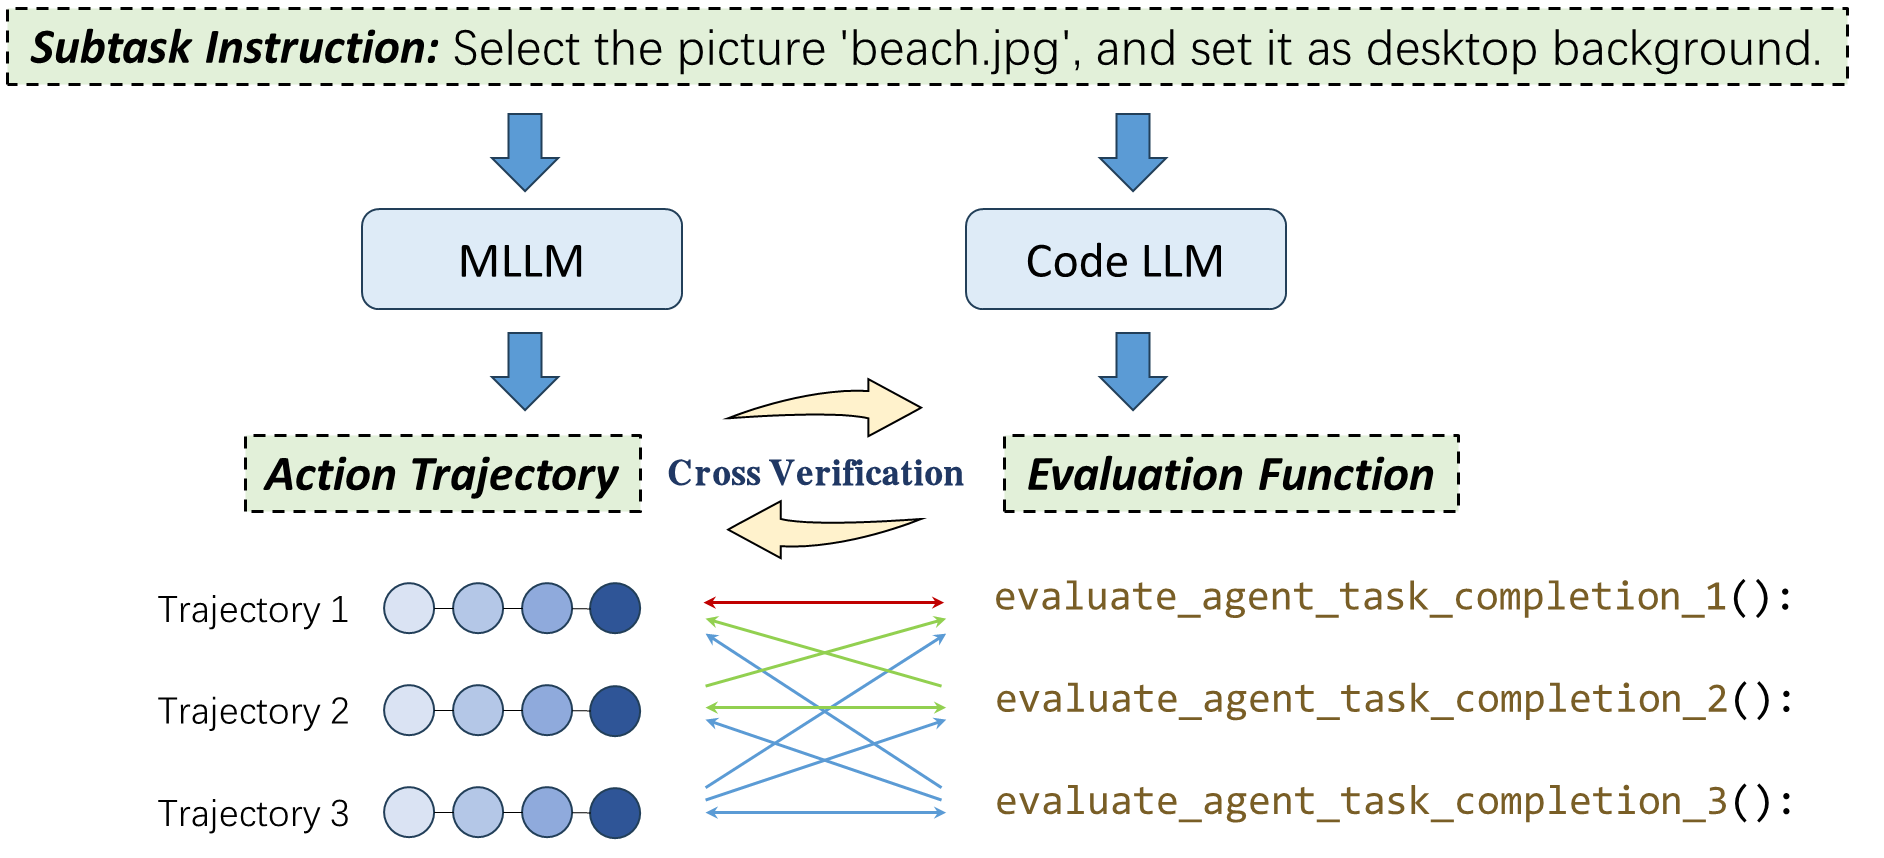 Subtask Instruction: Select the picture 'beach.jpg', and set it as desktop background.
MLLM
Code LLM
Action Trajectory
Cross Verification
Evaluation Function
Trajectory 1
evaluate_agent_task_completion_1():
Trajectory 2
evaluate_agent_task_completion_2():
Trajectory 3
evaluate_agent_task_completion_3():